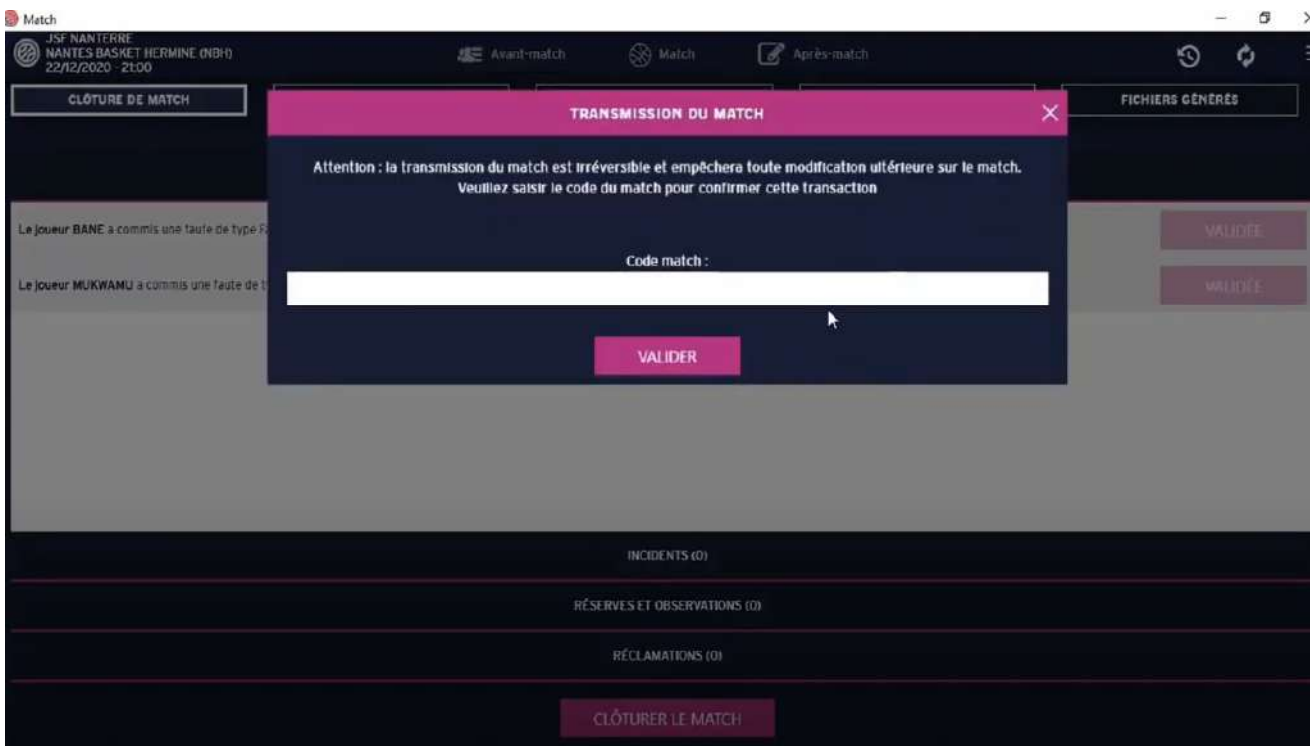 Match
JSF NANTERRE
NANTES BASKET HERMINE (NBH)
22/12/2020 - 21:00
Avant-match
Match
Après-match
CLÔTURE DE MATCH
FICHIERS GÉNÉRÉS
TRANSMISSION DU MATCH
Attention : la transmission du match est irréversible et empêchera toute modification ultérieure sur le match.
Veuillez saisir le code du match pour confirmer cette transaction
Le joueur BANE a commis une faute de type
VALIDÉE
Code match :
Le joueur MUKWAMU a commis une faute de
VALIDÉE
VALIDER
INCIDENTS (0)
RÉSERVES ET OBSERVATIONS (0)
RÉCLAMATIONS (0)
CLÔTURER LE MATCH